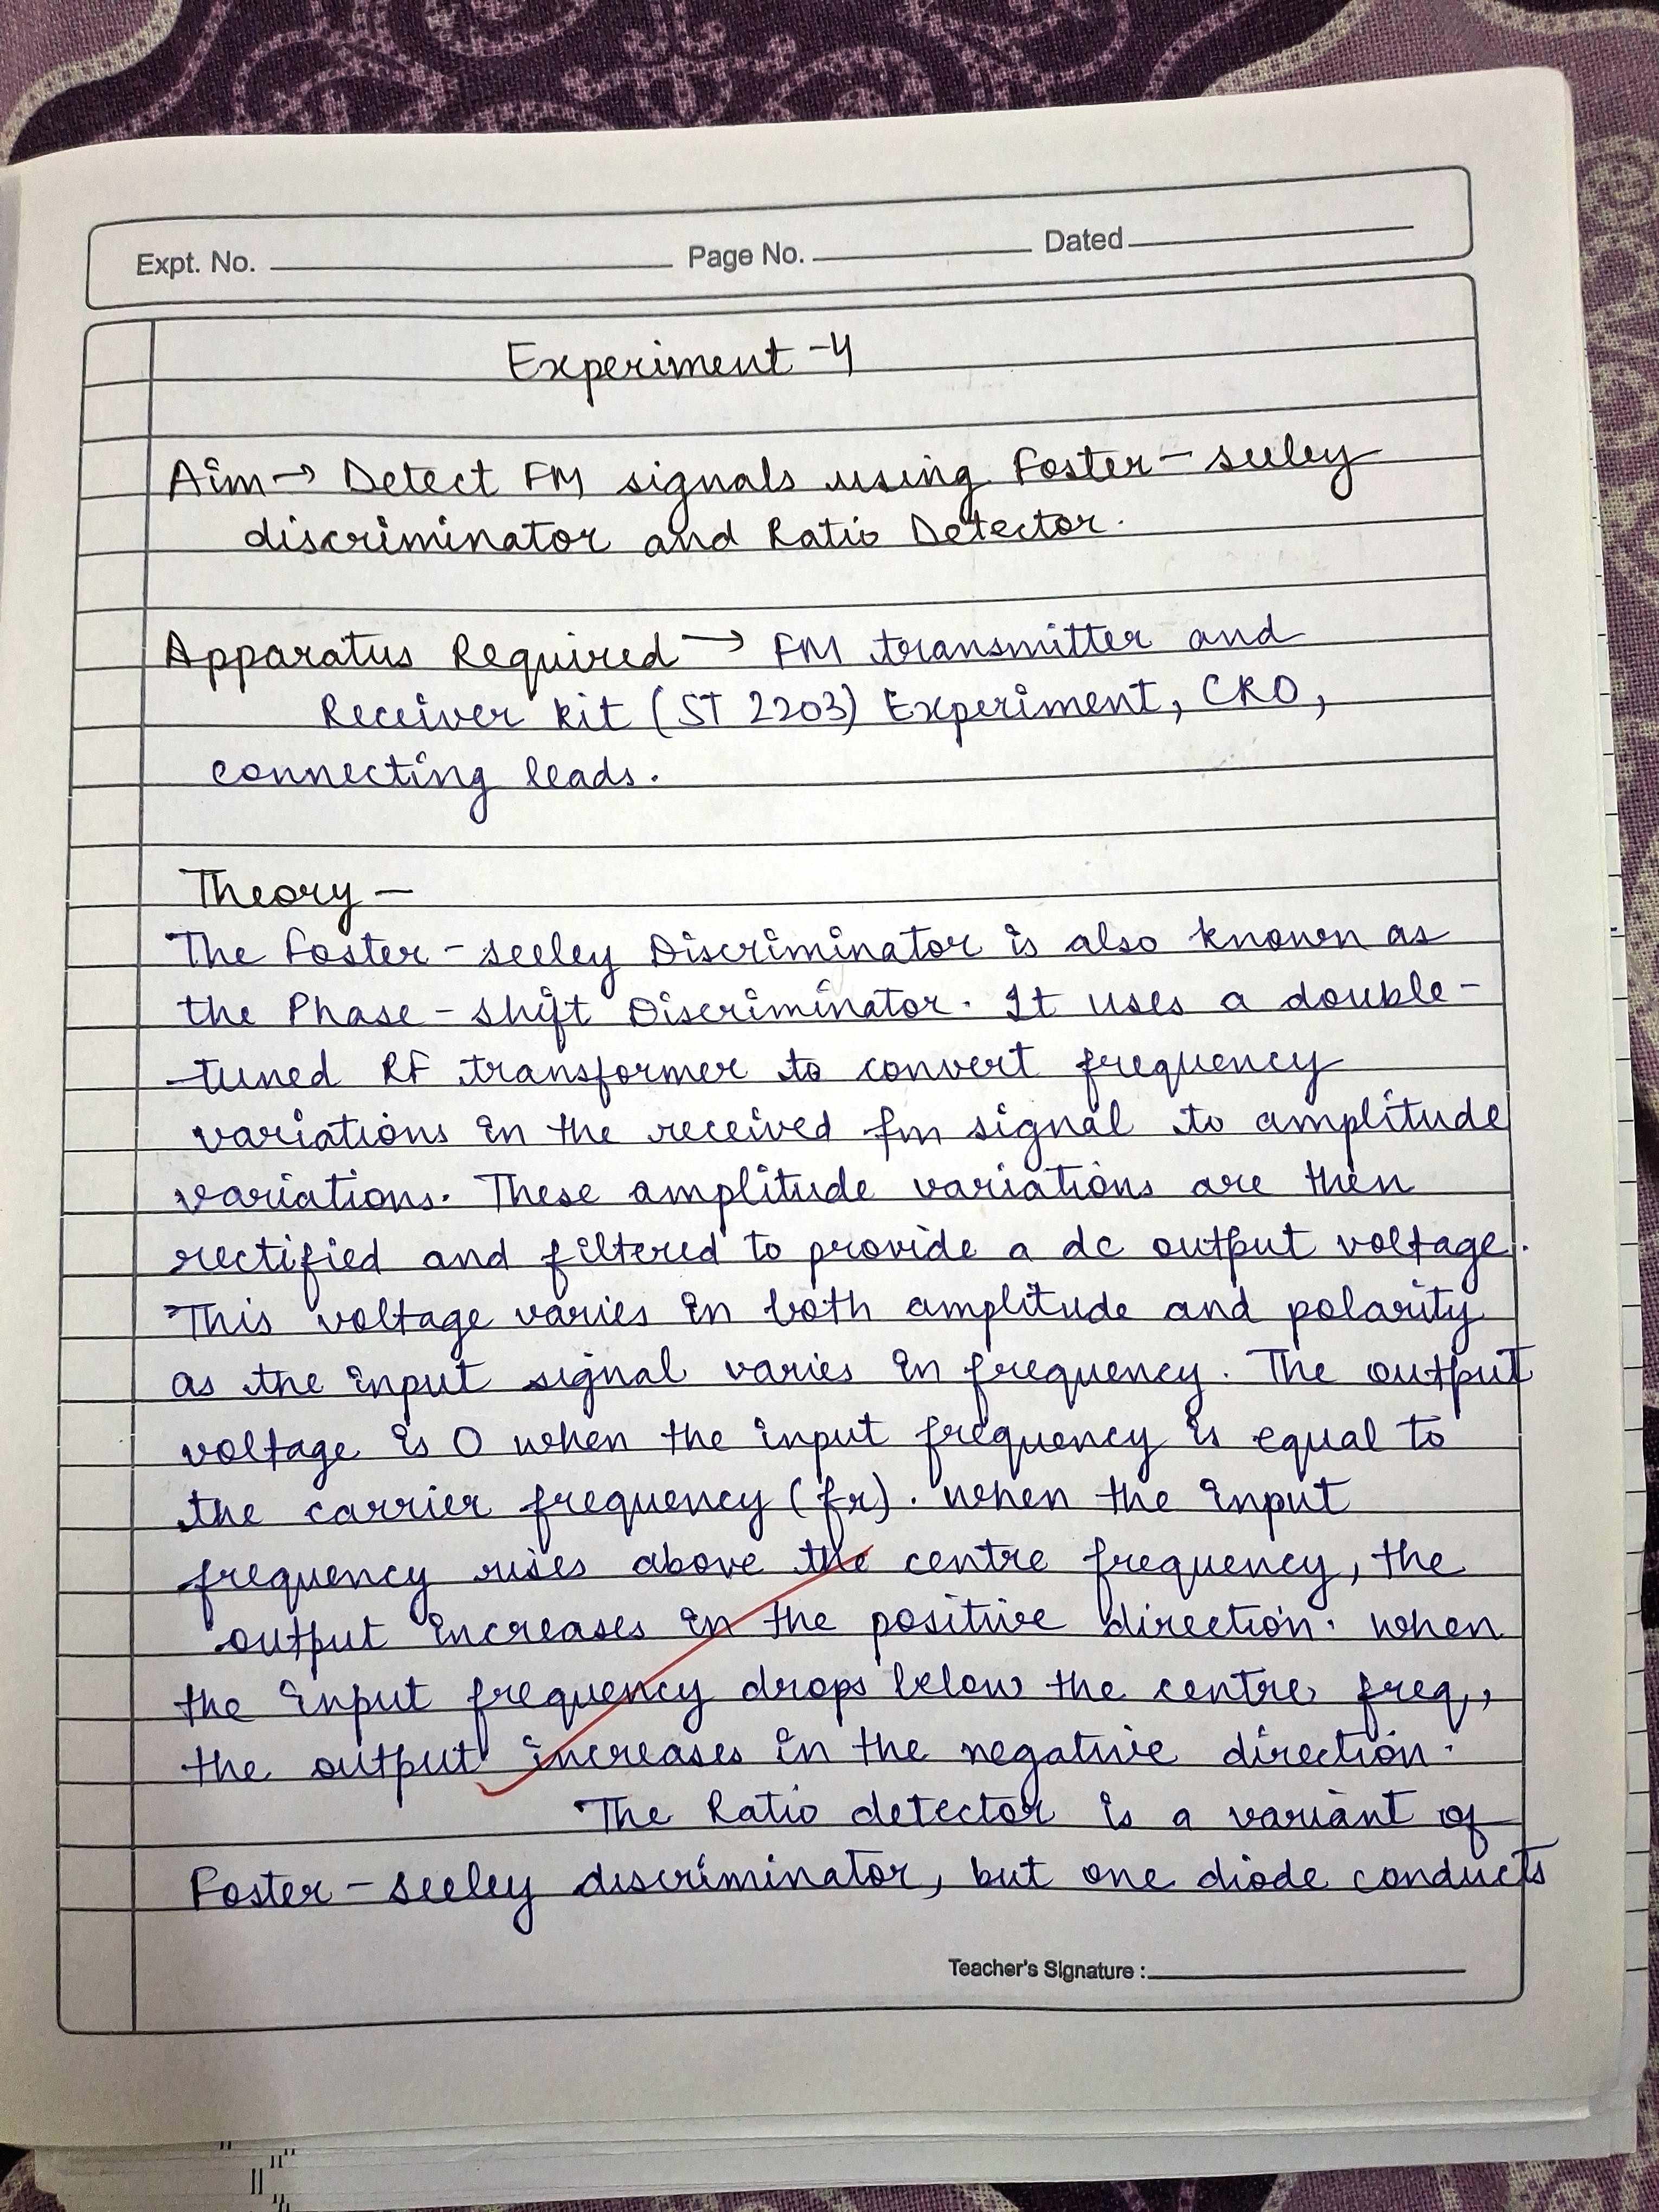 Expt. No. Page No. Dated
Experiment -4
Aim → Detect FM signals using Foster - seeley
discriminator and Ratio Detector.
Apparatus Required → FM transmitter and
Receiver kit (ST 2203) Experiment, CRO,
connecting leads.
Theory —
The Foster - seeley Discriminator is also known as
the Phase - shift Discriminator. It uses a double -
-tuned RF transformer to convert frequency
variations in the received fm signal to amplitude
variations. These amplitude variations are then
rectified and filtered to provide a dc output voltage.
This voltage varies in both amplitude and polarity
as the input signal varies in frequency. The output
voltage is 0 when the input frequency is equal to
the carrier frequency (fr). when the input
frequency rises above the centre frequency, the
output increases in the positive direction. when
the input frequency drops below the centre freq,
the output increases in the negative direction.
The Ratio detector is a variant of
Foster - seeley discriminator, but one diode conducts
Teacher's Signature :